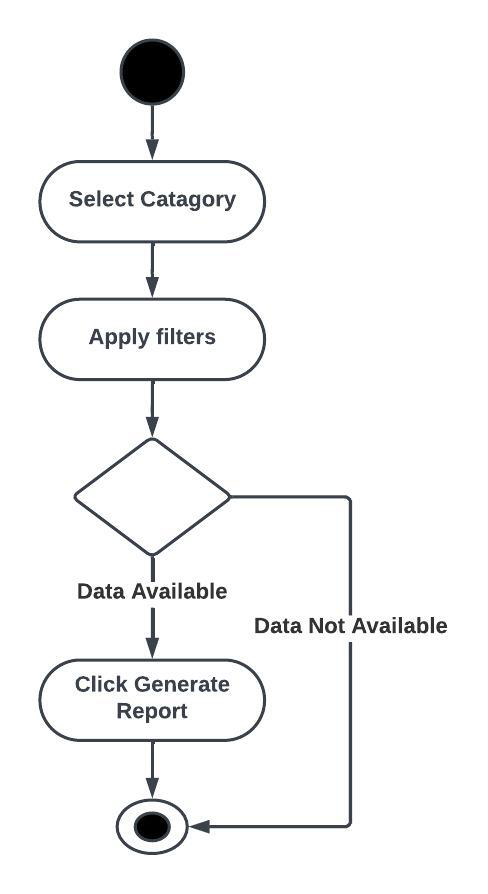 Select Catagory
Apply filters
Data Available
Data Not Available
Click Generate
Report